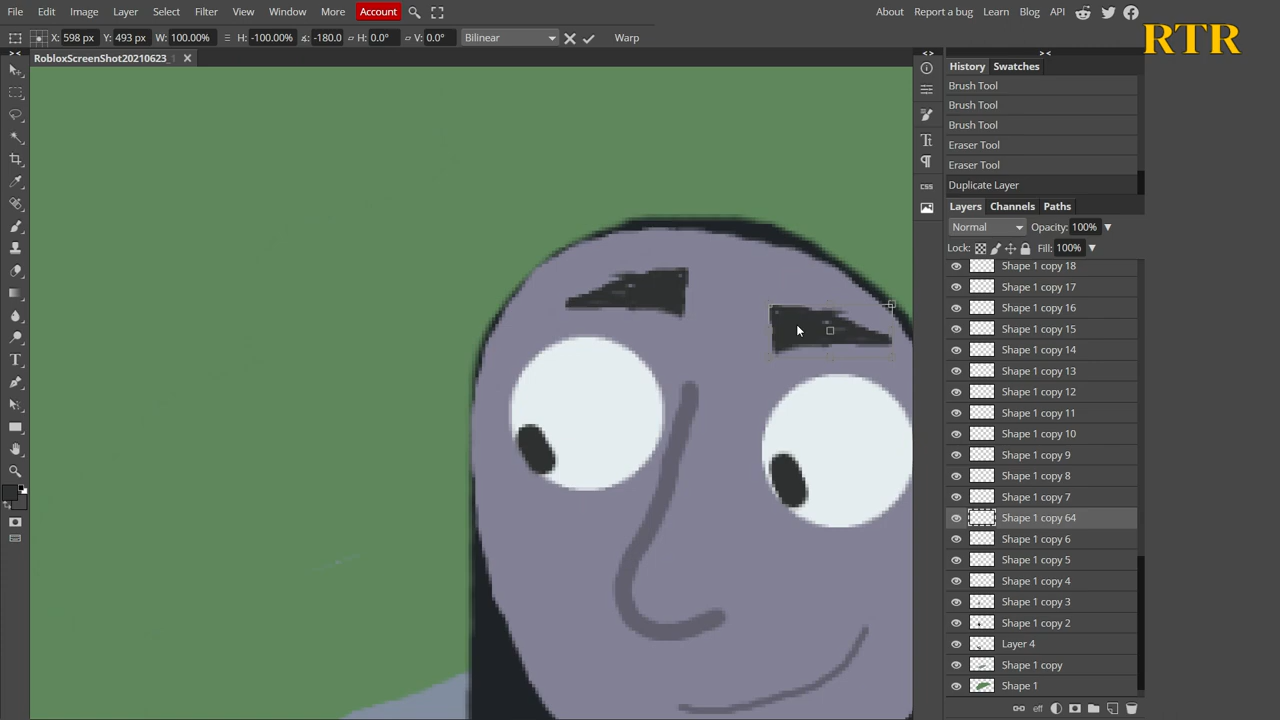 File Edit Image Layer Select Filter View Window More Account About Report a bug Learn Blog API
RTR
X: 598 px Y: 493 px W: 100.00% H: -100.00% ∡: -180.0 H: 0.0° V: 0.0° Bilinear Warp
RobloxScreenShot20210623_1
History Swatches
Brush Tool
Brush Tool
Brush Tool
Eraser Tool
Eraser Tool
Duplicate Layer
Layers Channels Paths
Normal Opacity: 100%
Lock: Fill: 100%
css
Shape 1 copy 18
Shape 1 copy 17
Shape 1 copy 16
Shape 1 copy 15
Shape 1 copy 14
Shape 1 copy 13
Shape 1 copy 12
Shape 1 copy 11
Shape 1 copy 10
Shape 1 copy 9
Shape 1 copy 8
Shape 1 copy 7
Shape 1 copy 64
Shape 1 copy 6
Shape 1 copy 5
Shape 1 copy 4
Shape 1 copy 3
Shape 1 copy 2
Layer 4
Shape 1 copy
Shape 1
eff